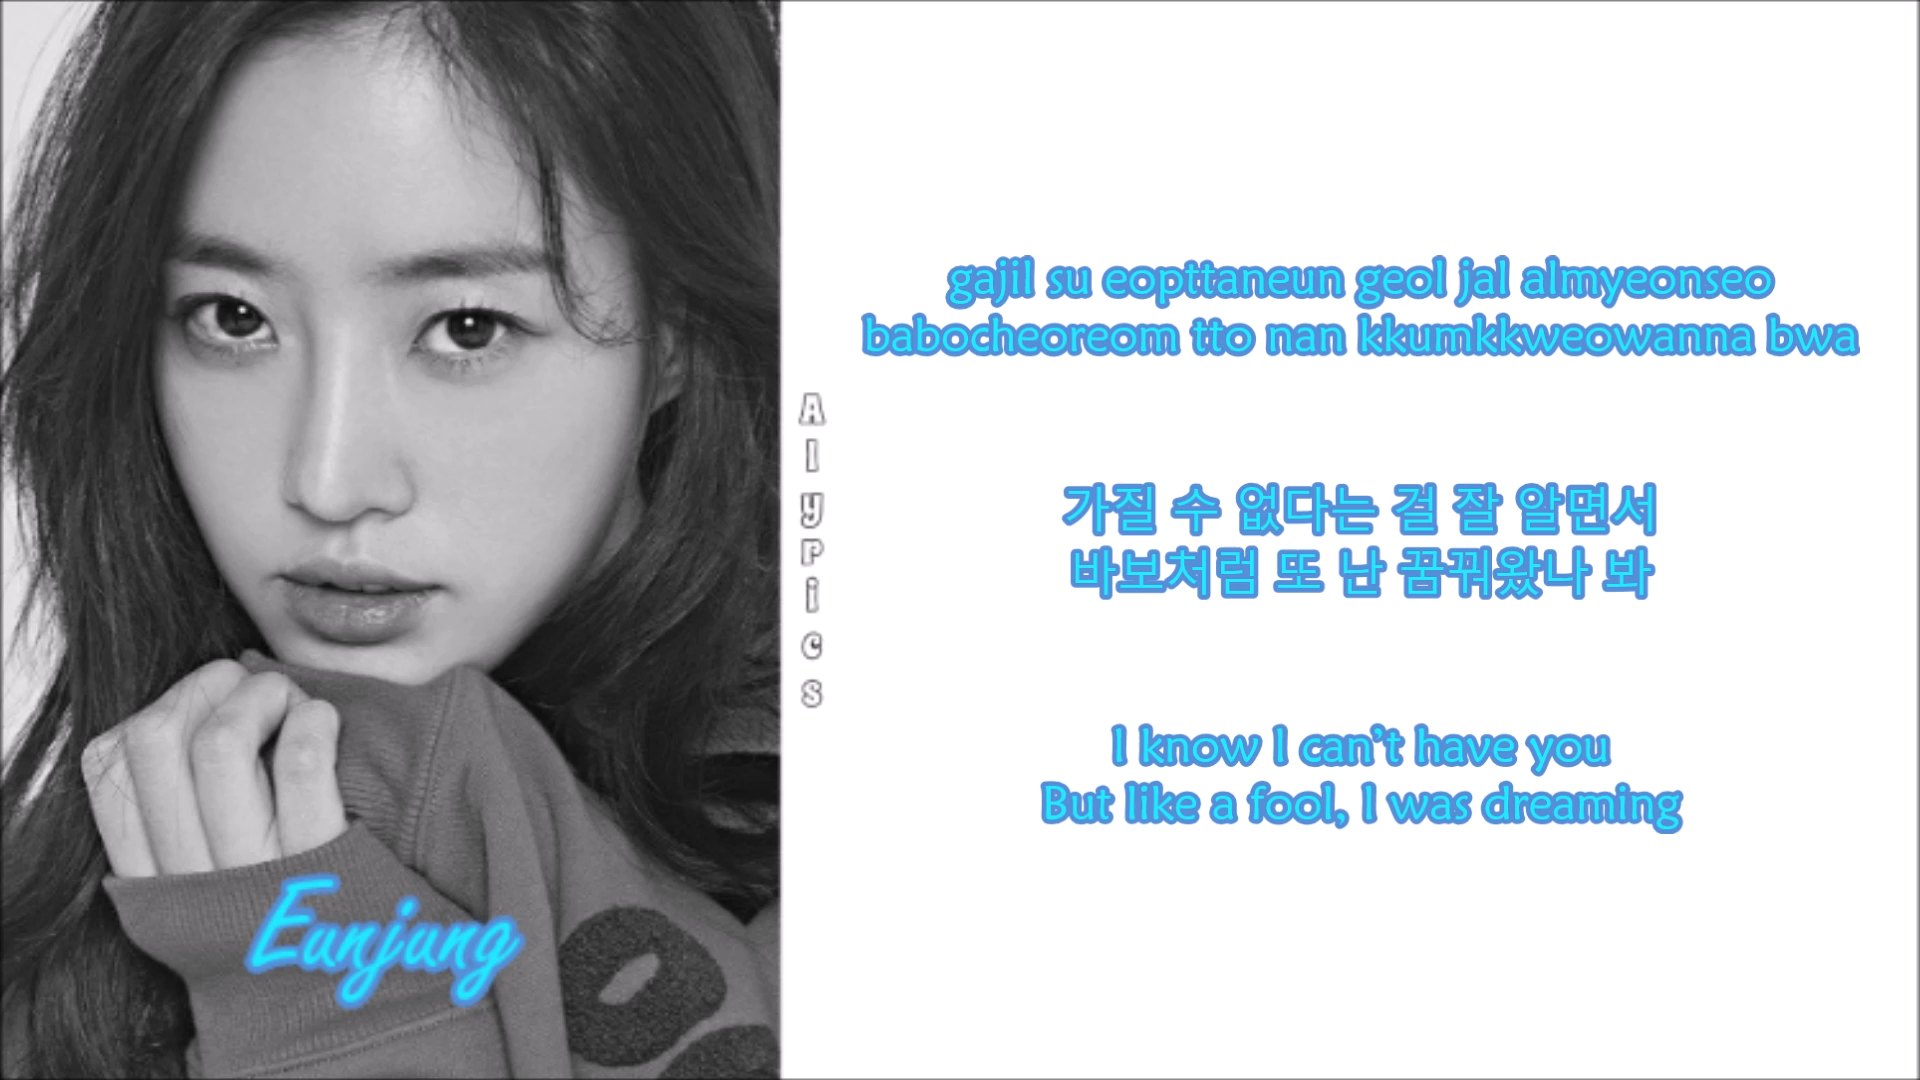 gajil su eopttaneun geol jal almyeonseo
babocheoreom tto nan kkumkkweowanna bwa
가질 수 없다는 걸 잘 알면서
바보처럼 또 난 꿈꿔왔나 봐
I know I can't have you
But like a fool, I was dreaming
AlyPics
Eunjung